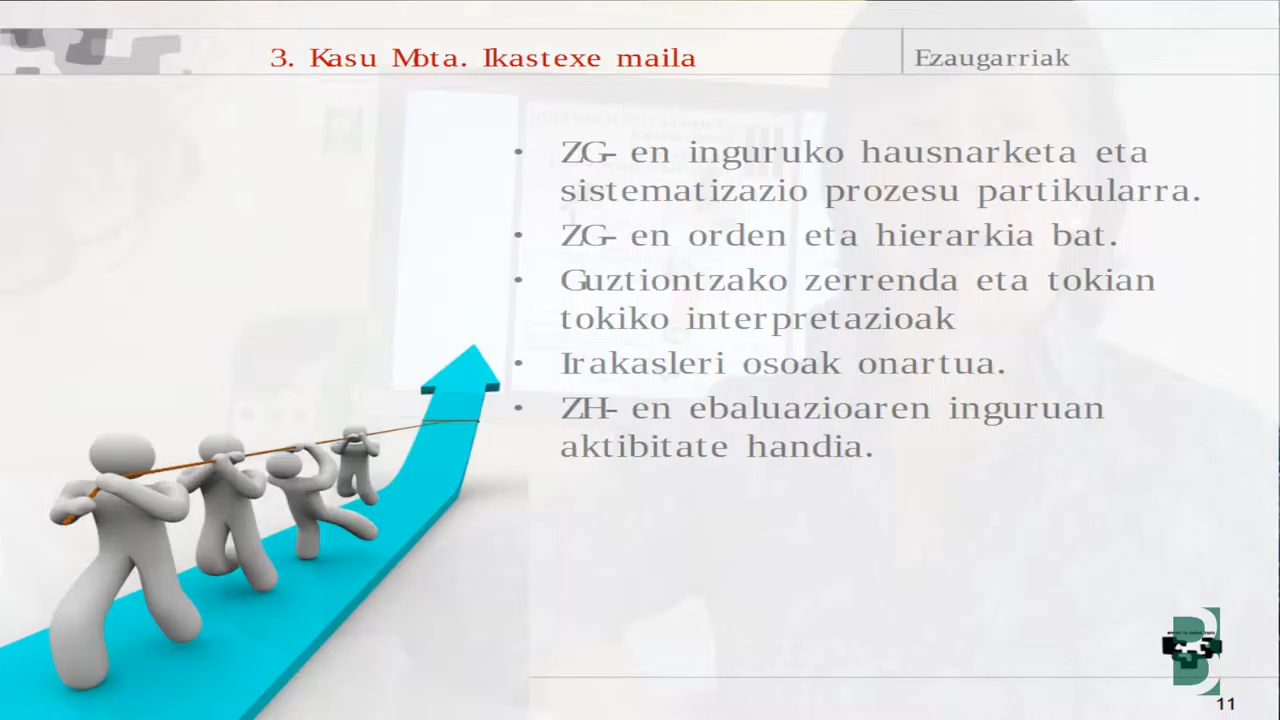 3. Kasu Mota. Ikastexe maila
Ezaugarriak
• ZG- en inguruko hausnarketa eta
sistematizazio prozesu partikularra.
• ZG- en orden eta hierarkia bat.
• Guztiontzako zerrenda eta tokian
tokiko interpretazioak
• Irakasleri osoak onartua.
• ZH- en ebaluazioaren inguruan
aktibitate handia.
11